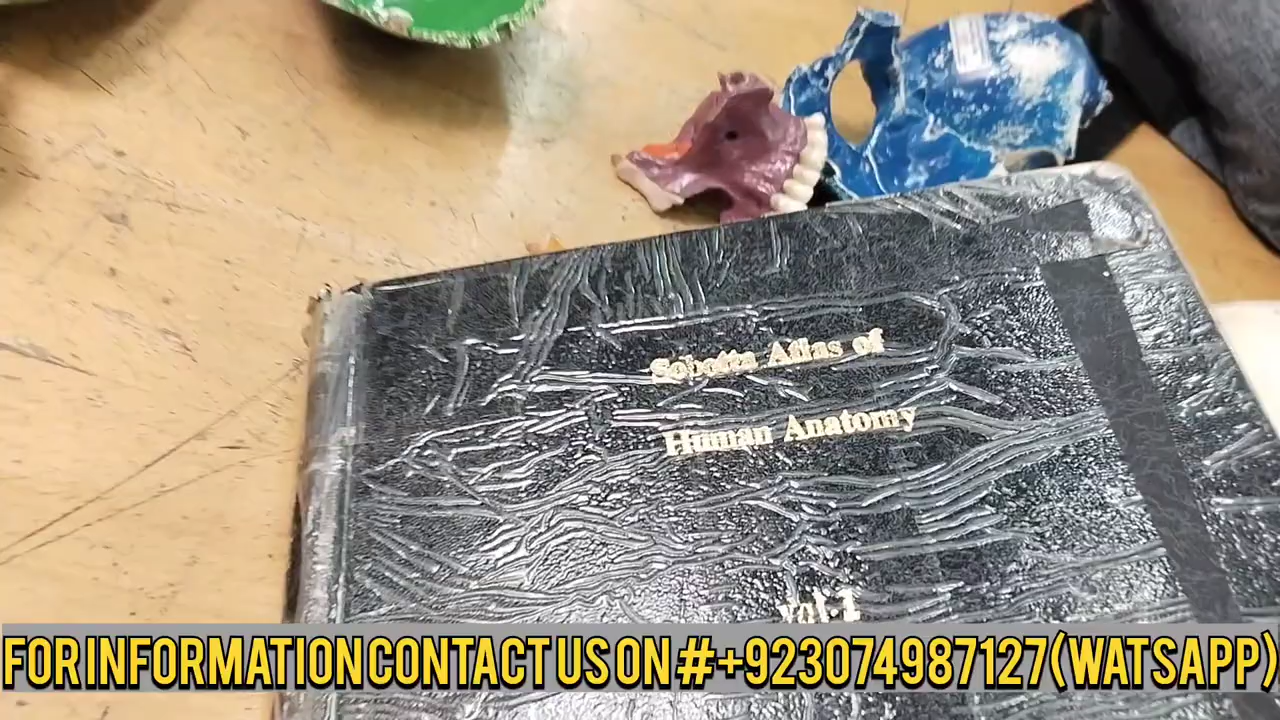 Sobotta Atlas of
Human Anatomy
vol.1
FOR INFORMATION CONTACT US ON #+923074987127(WATSAPP)